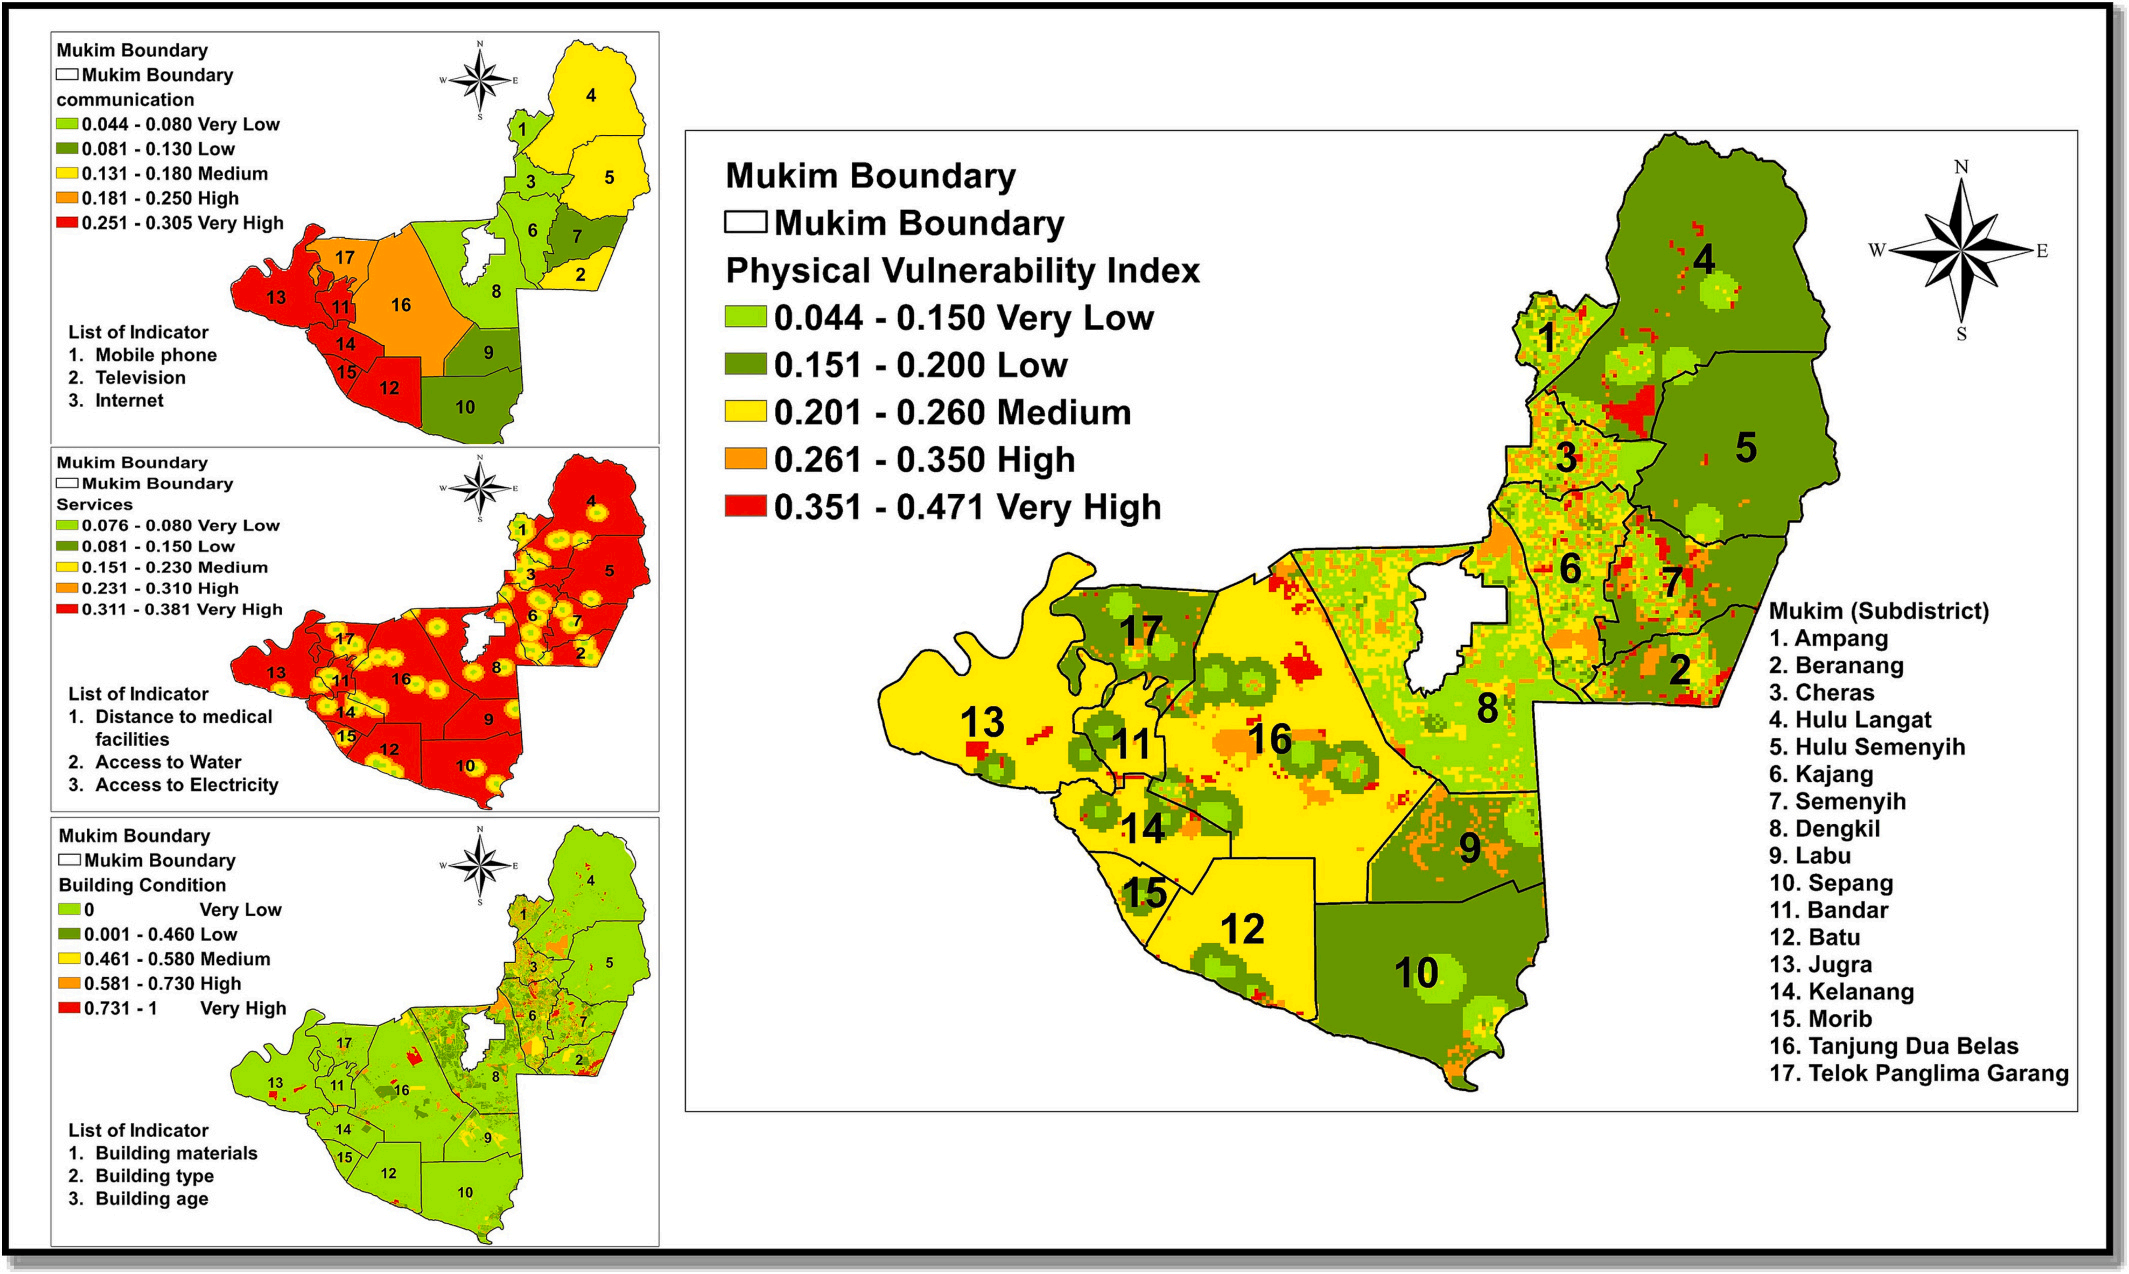 Mukim Boundary
Mukim Boundary
communication
0.044 - 0.080 Very Low
0.081 - 0.130 Low
0.131 - 0.180 Medium
0.181 - 0.250 High
0.251 - 0.305 Very High
N
W E
S
4
1
5
3
6
7
2
17
13
11
16
8
14
9
15
12
10
List of Indicator
1. Mobile phone
2. Television
3. Internet
Mukim Boundary
Mukim Boundary
Services
0.076 - 0.080 Very Low
0.081 - 0.150 Low
0.151 - 0.230 Medium
0.231 - 0.310 High
0.311 - 0.381 Very High
N
W E
S
4
1
5
3
6
7
2
17
13
11
16
8
14
9
15
12
10
List of Indicator
1. Distance to medical
facilities
2. Access to Water
3. Access to Electricity
Mukim Boundary
Mukim Boundary
Building Condition
0 Very Low
0.001 - 0.460 Low
0.461 - 0.580 Medium
0.581 - 0.730 High
0.731 - 1 Very High
N
W E
S
4
1
5
3
6
7
2
17
13
11
16
8
14
9
15
12
10
List of Indicator
1. Building materials
2. Building type
3. Building age
Mukim Boundary
Mukim Boundary
Physical Vulnerability Index
0.044 - 0.150 Very Low
0.151 - 0.200 Low
0.201 - 0.260 Medium
0.261 - 0.350 High
0.351 - 0.471 Very High
N
W E
S
4
1
5
3
6
7
2
17
13
11
16
8
14
9
15
12
10
Mukim (Subdistrict)
1. Ampang
2. Beranang
3. Cheras
4. Hulu Langat
5. Hulu Semenyih
6. Kajang
7. Semenyih
8. Dengkil
9. Labu
10. Sepang
11. Bandar
12. Batu
13. Jugra
14. Kelanang
15. Morib
16. Tanjung Dua Belas
17. Telok Panglima Garang